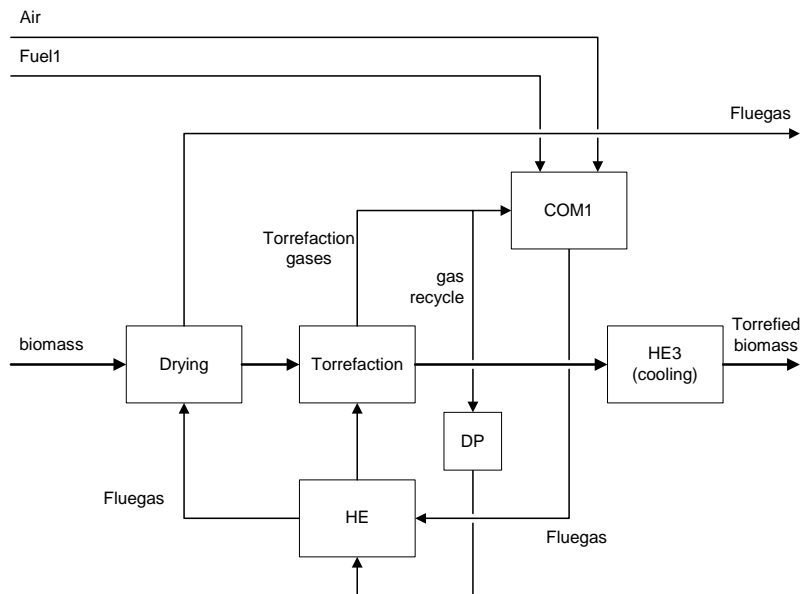 Air
Fuel1
Fluegas
COM1
Torrefaction
gases
gas
recycle
biomass
Drying
Torrefaction
HE3
(cooling)
Torrefied
biomass
DP
Fluegas
HE
Fluegas